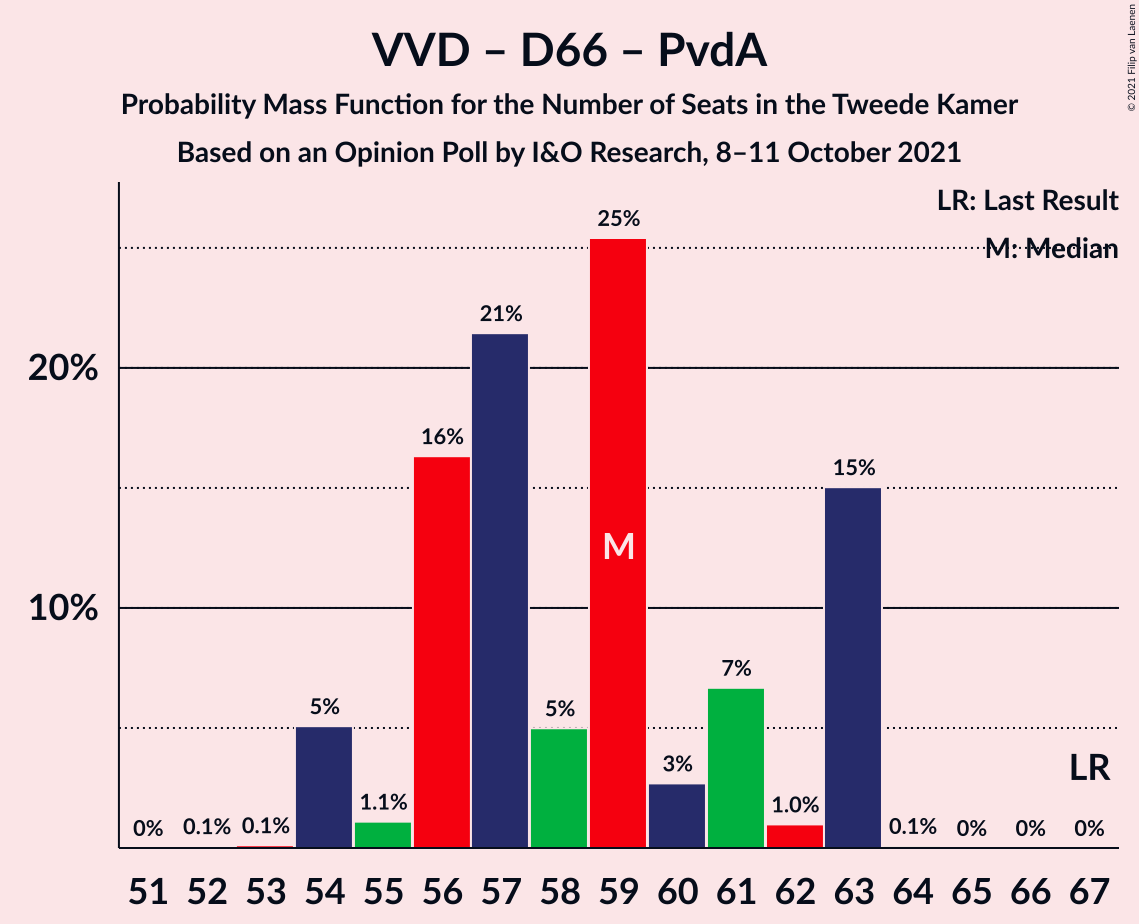 VVD – D66 – PvdA
Probability Mass Function for the Number of Seats in the Tweede Kamer
Based on an Opinion Poll by I&O Research, 8–11 October 2021
© 2021 Filip van Laenen
LR: Last Result
M: Median
20%
10%
0%
0.1%
0.1%
5%
1.1%
16%
21%
5%
25%
M
3%
7%
1.0%
15%
0.1%
0%
0%
0%
LR
51 52 53 54 55 56 57 58 59 60 61 62 63 64 65 66 67